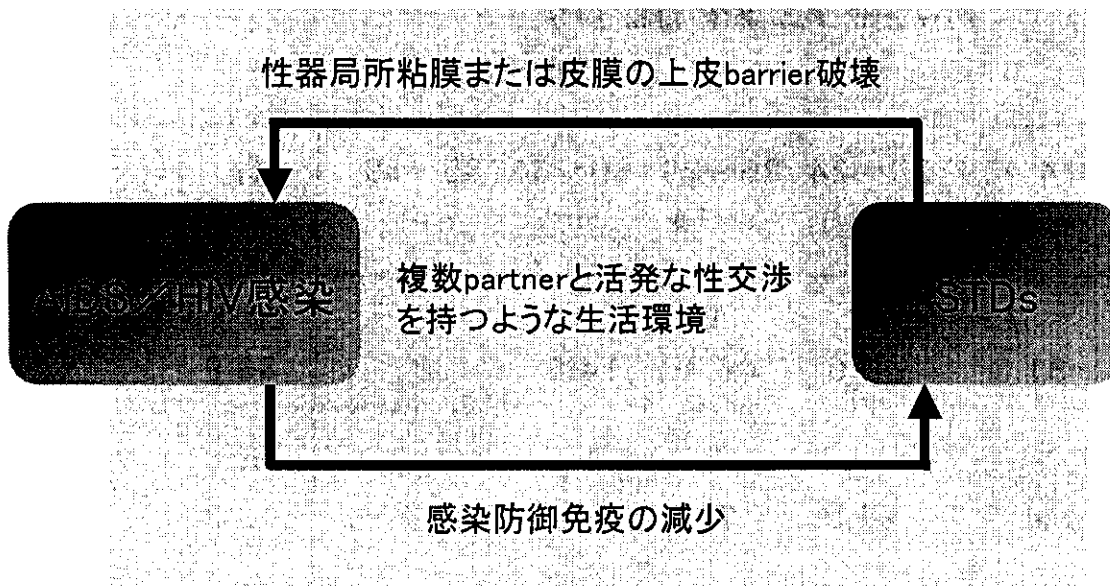 性器局所粘膜または皮膜の上皮barrier破壊
AIDS／HIV感染
複数partnerと活発な性交渉
を持つような生活環境
STDs
感染防御免疫の減少